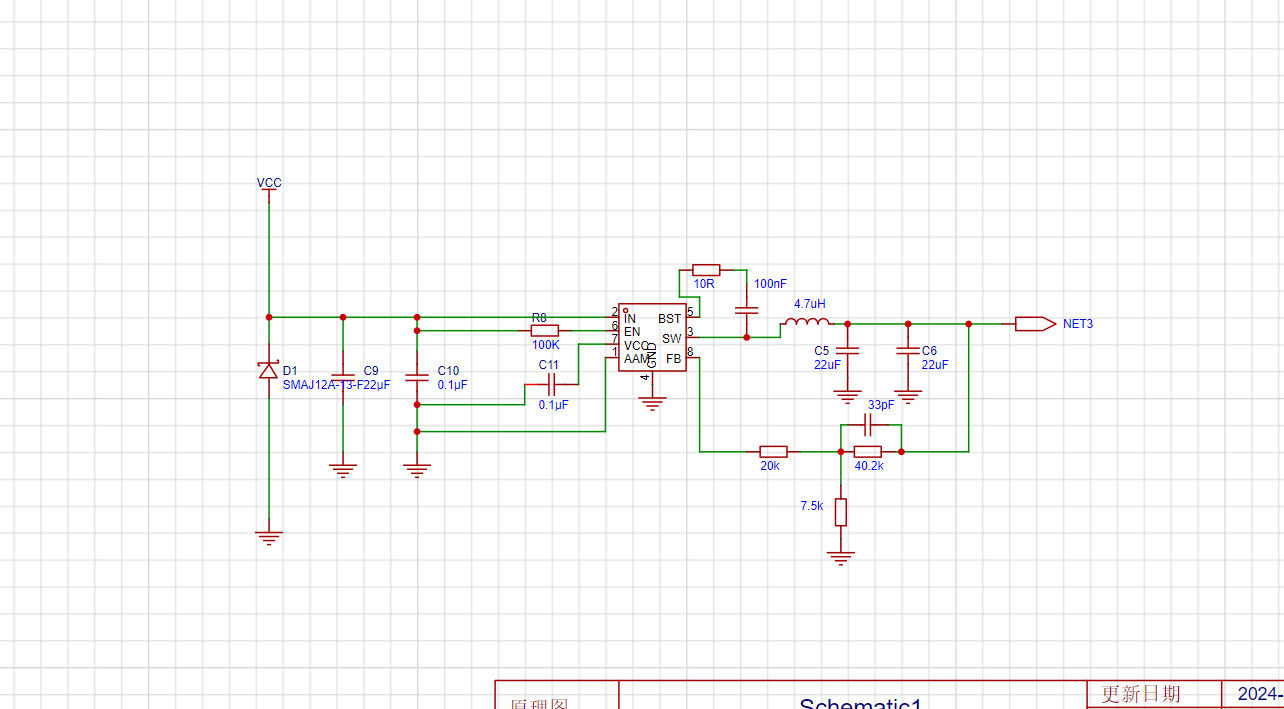 VCC
10R
100nF
4.7uH
NET3
R8
100K
2
IN
6
EN
7
VCC
1
AAM
GND
4
BST
5
SW
3
FB
8
C5
22uF
C6
22uF
D1
SMAJ12A-13-F
C9
22µF
C10
0.1µF
C11
0.1µF
33pF
20k
40.2k
7.5k
原理图
Schematic1
更新日期
2024-